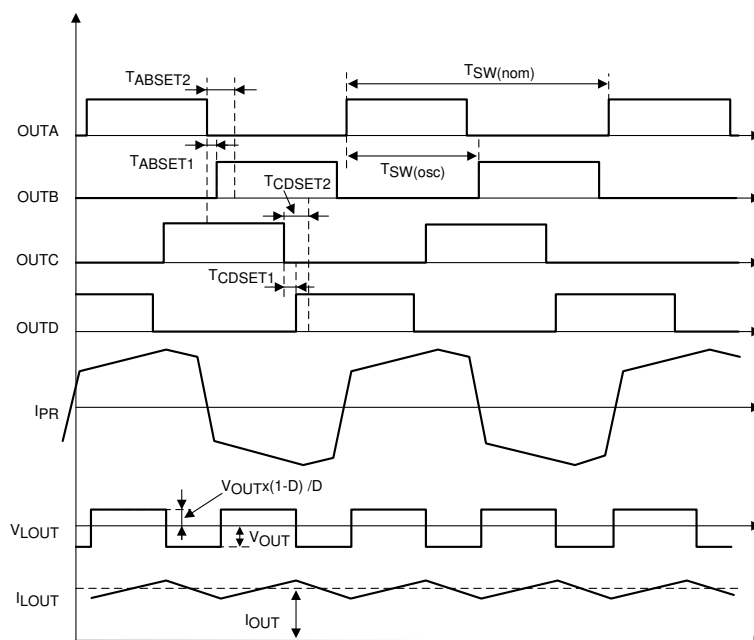 TABSET2
TSW(nom)
OUTA
TABSET1
TSW(osc)
OUTB
TCDSET2
OUTC
TCDSET1
OUTD
IPR
VOUTx(1-D) /D
VLOUT
VOUT
ILOUT
IOUT